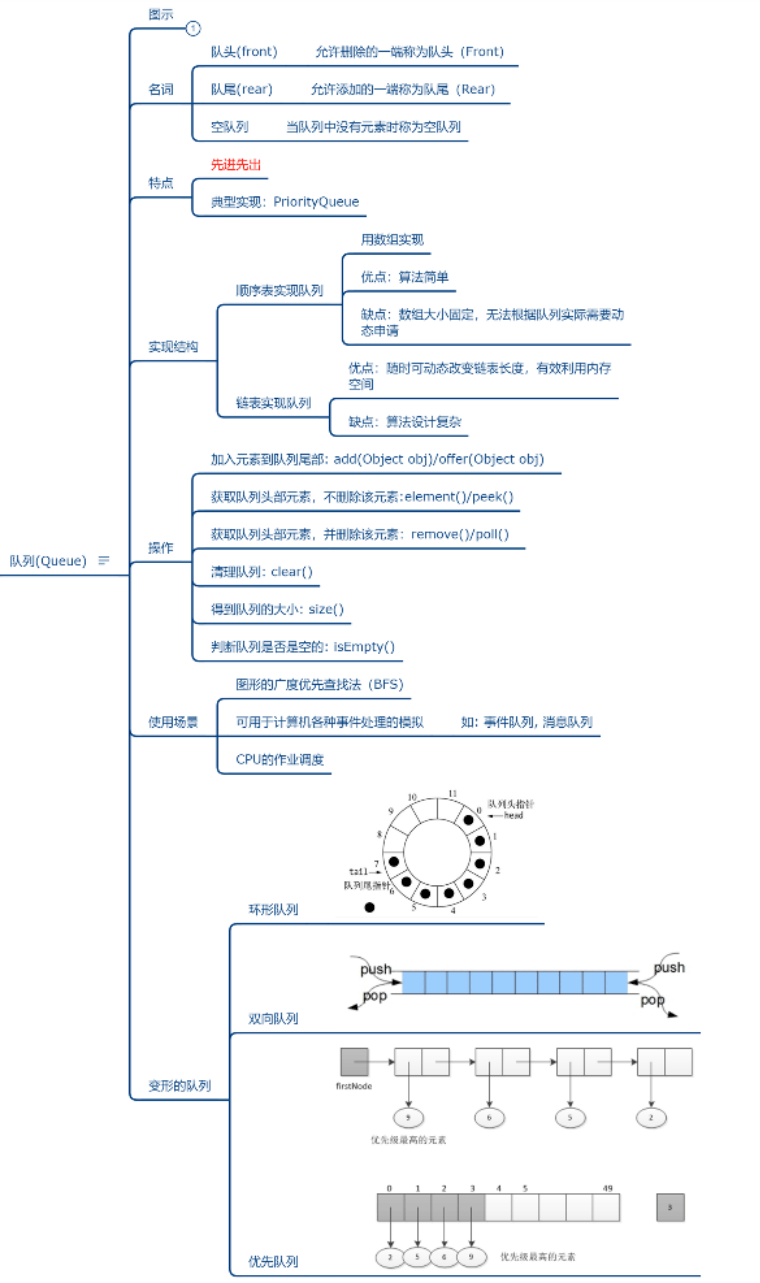 图示
1
队头(front) 允许删除的一端称为队头（Front）
名词
队尾(rear) 允许添加的一端称为队尾（Rear）
空队列 当队列中没有元素时称为空队列
先进先出
特点
典型实现：PriorityQueue
用数组实现
顺序表实现队列
优点：算法简单
缺点：数组大小固定，无法根据队列实际需要动
态申请
实现结构
优点：随时可动态改变链表长度，有效利用内存
空间
链表实现队列
缺点：算法设计复杂
加入元素到队列尾部：add(Object obj)/offer(Object obj)
获取队列头部元素，不删除该元素:element()/peek()
获取队列头部元素，并删除该元素：remove()/poll()
操作
队列(Queue)
清理队列：clear()
得到队列的大小：size()
判断队列是否是空的：isEmpty()
图形的广度优先查找法（BFS）
使用场景
可用于计算机各种事件处理的模拟 如：事件队列, 消息队列
CPU的作业调度
11
10
0
队列头指针
9
head
8
1
7
2
tail
队列尾指针
6
3
5
4
环形队列
push push
pop pop
双向队列
firstNode
9 6 5 2
优先级最高的元素
变形的队列
0 1 2 3 4 5 49
3
2 5 6 9 优先级最高的元素
优先队列